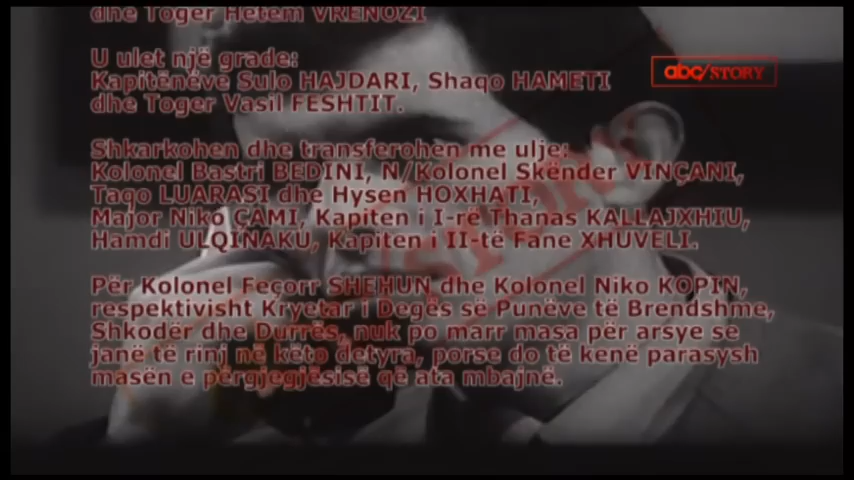 dhe Toger Hetem VRENOZI
U ulet një grade:
Kapitënëve Sulo HAJDARI, Shaqo HAMETI
dhe Toger Vasil FESHTIT.
abc/STORY
Shkarkohen dhe transferohen me ulje:
Kolonel Bastri BEDINI, N/Kolonel Skënder VINÇANI,
Taqo LUARASI dhe Hysen HOXHATI,
Major Niko ÇAMI, Kapiten i I-rë Thanas KALLAJXHIU,
Hamdi ULQINAKU, Kapiten i II-të Fane XHUVELI.
Për Kolonel Feçorr SHEHUN dhe Kolonel Niko KOPIN,
respektivisht Kryetar i Degës së Punëve të Brendshme,
Shkodër dhe Durrës, nuk po marr masa për arsye se
janë të rinj në këto detyra, porse do të kenë parasysh
masën e përgjegjësisë që ata mbajnë.